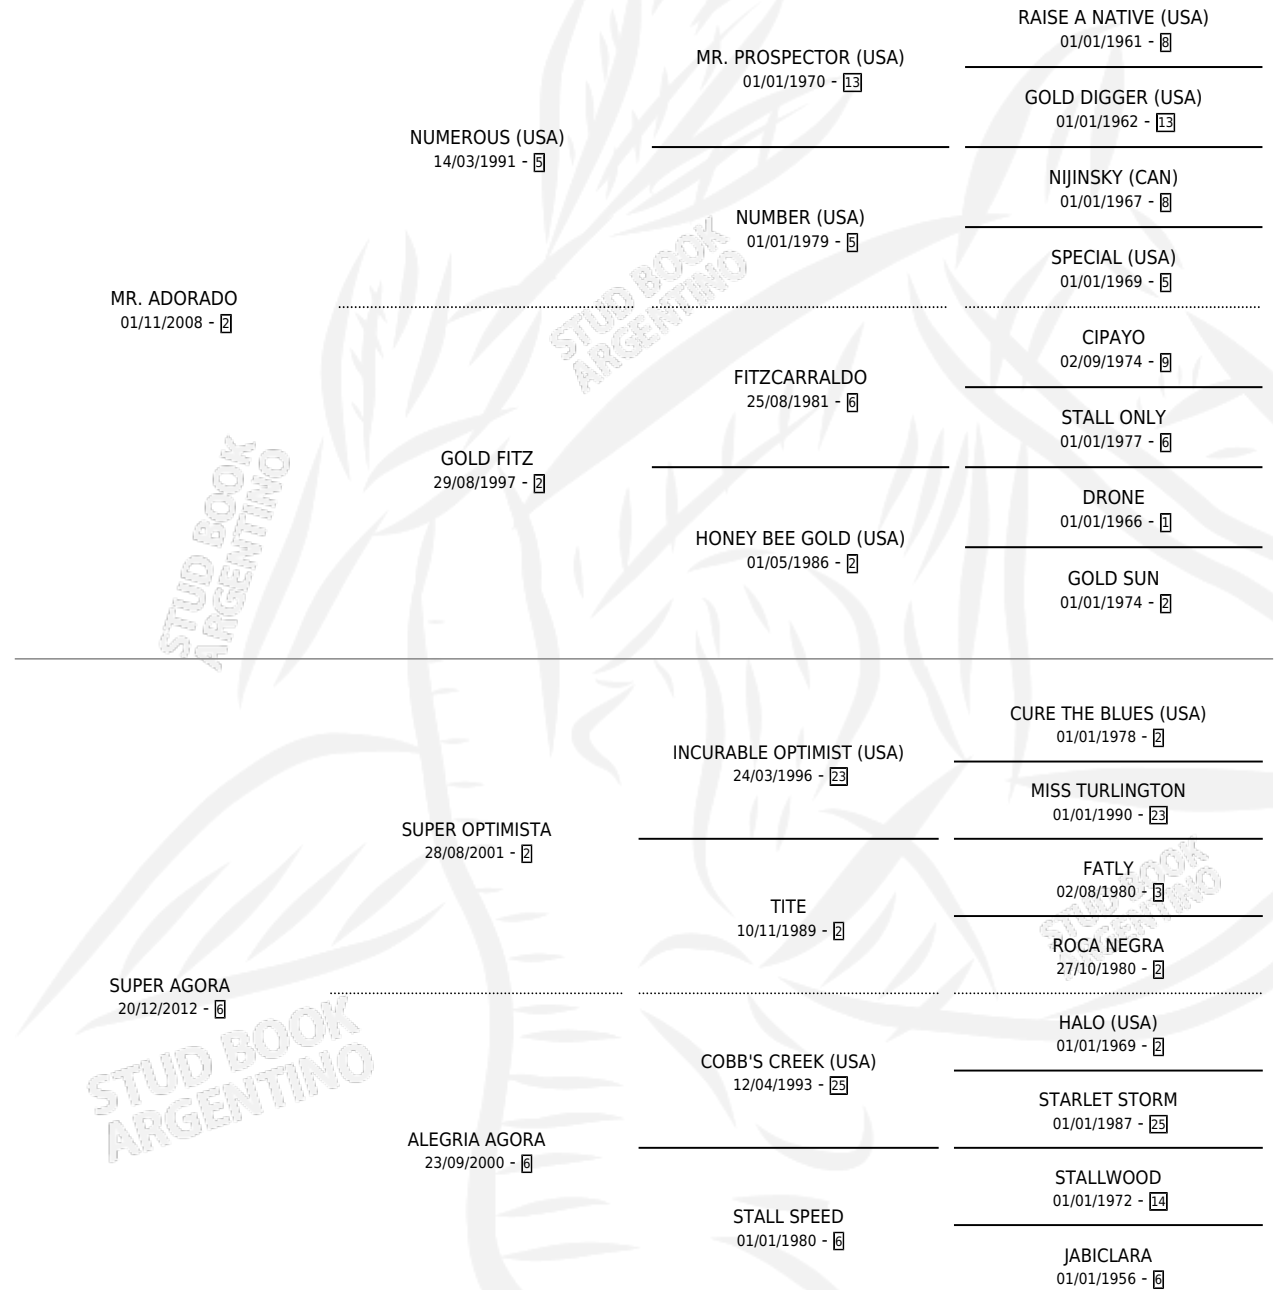 RAISE A NATIVE (USA)
01/01/1961 - 8
MR. PROSPECTOR (USA)
01/01/1970 - 13
GOLD DIGGER (USA)
01/01/1962 - 13
NUMEROUS (USA)
14/03/1991 - 5
NIJINSKY (CAN)
01/01/1967 - 8
NUMBER (USA)
01/01/1979 - 5
SPECIAL (USA)
01/01/1969 - 5
MR. ADORADO
01/11/2008 - 2
CIPAYO
02/09/1974 - 9
FITZCARRALDO
25/08/1981 - 6
STALL ONLY
01/01/1977 - 6
GOLD FITZ
29/08/1997 - 2
DRONE
01/01/1966 - 1
HONEY BEE GOLD (USA)
01/05/1986 - 2
GOLD SUN
01/01/1974 - 2
CURE THE BLUES (USA)
01/01/1978 - 2
INCURABLE OPTIMIST (USA)
24/03/1996 - 23
MISS TURLINGTON
01/01/1990 - 23
SUPER OPTIMISTA
28/08/2001 - 2
FATLY
02/08/1980 - 3
TITE
10/11/1989 - 2
ROCA NEGRA
27/10/1980 - 2
SUPER AGORA
20/12/2012 - 6
HALO (USA)
01/01/1969 - 2
COBB'S CREEK (USA)
12/04/1993 - 25
STARLET STORM
01/01/1987 - 25
ALEGRIA AGORA
23/09/2000 - 6
STALLWOOD
01/01/1972 - 14
STALL SPEED
01/01/1980 - 6
JABICLARA
01/01/1956 - 6
STUD BOOK
ARGENTINO
STUD BOOK
ARGENTINO
STUD BOOK
ARGENTINO
STUD BOOK
ARGENTINO